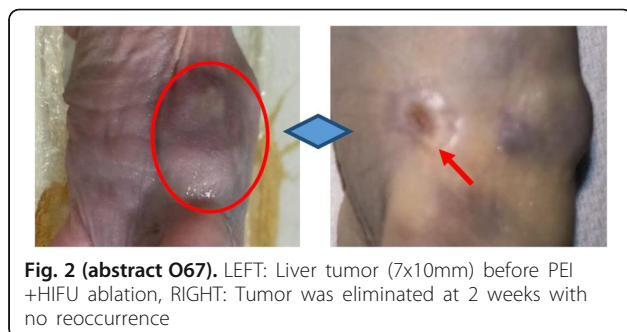 Fig. 2 (abstract O67). LEFT: Liver tumor (7x10mm) before PEI
+HIFU ablation, RIGHT: Tumor was eliminated at 2 weeks with
no reoccurrence